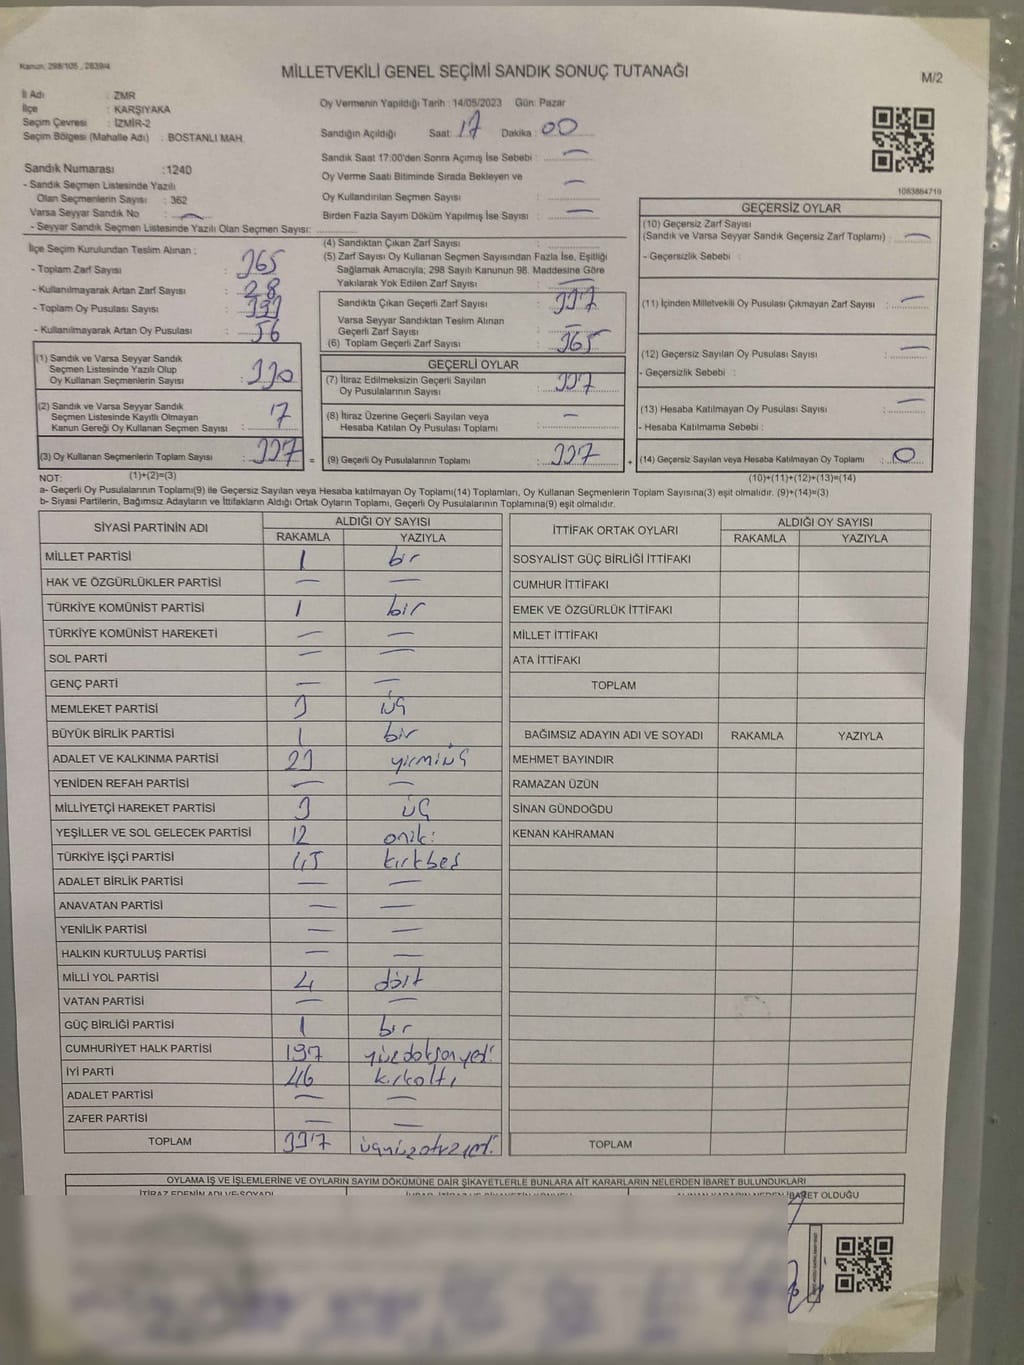 Kanun: 298/105 , 2839/4
MİLLETVEKİLİ GENEL SEÇİMİ SANDIK SONUÇ TUTANAĞI
M/2
İl Adı : ZMR
İlçe : KARŞIYAKA
Seçim Çevresi : İZMİR-2
Seçim Bölgesi (Mahalle Adı) : BOSTANLI MAH.
Oy Vermenin Yapıldığı Tarih : 14/05/2023 Gün: Pazar
Sandığın Açıldığı Saat: 17 Dakika : 00
Sandık Saat 17:00'den Sonra Açımış İse Sebebi : —
Oy Verme Saati Bitiminde Sırada Bekleyen ve
Oy Kullandırılan Seçmen Sayısı : —
Birden Fazla Sayım Döküm Yapılmış İse Sayısı : —
1083884719
Sandık Numarası :1240
- Sandık Seçmen Listesinde Yazılı
Olan Seçmenlerin Sayısı : 362
Varsa Seyyar Sandık No : —
- Seyyar Sandık Seçmen Listesinde Yazılı Olan Seçmen Sayısı:
İlçe Seçim Kurulundan Teslim Alınan :
- Toplam Zarf Sayısı : 365
- Kullanılmayarak Artan Zarf Sayısı : 28
- Toplam Oy Pusulası Sayısı :
- Kullanılmayarak Artan Oy Pusulası : 56
(1) Sandık ve Varsa Seyyar Sandık
Seçmen Listesinde Yazılı Olup
Oy Kullanan Seçmenlerin Sayısı :
(2) Sandık ve Varsa Seyyar Sandık
Seçmen Listesinde Kayıtlı Olmayan
Kanun Gereği Oy Kullanan Seçmen Sayısı :
(3) Oy Kullanan Seçmenlerin Toplam Sayısı : 337
(1)+(2)=(3)
(4) Sandıktan Çıkan Zarf Sayısı :
(5) Zarf Sayısı Oy Kullanan Seçmen Sayısından Fazla İse, Eşitliği
Sağlamak Amacıyla; 298 Sayılı Kanunun 98. Maddesine Göre
Yakılarak Yok Edilen Zarf Sayısı : —
Sandıkta Çıkan Geçerli Zarf Sayısı : 337
Varsa Seyyar Sandıktan Teslim Alınan
Geçerli Zarf Sayısı : —
(6) Toplam Geçerli Zarf Sayısı : 365
GEÇERLİ OYLAR
(7) İtiraz Edilmeksizin Geçerli Sayılan
Oy Pusulalarının Sayısı : 337
(8) İtiraz Üzerine Geçerli Sayılan veya
Hesaba Katılan Oy Pusulası Toplamı : —
= (9) Geçerli Oy Pusulalarının Toplamı : 337
GEÇERSİZ OYLAR
(10) Geçersiz Zarf Sayısı
(Sandık ve Varsa Seyyar Sandık Geçersiz Zarf Toplamı) : —
- Geçersizlik Sebebi :
(11) İçinden Milletvekili Oy Pusulası Çıkmayan Zarf Sayısı : —
(12) Geçersiz Sayılan Oy Pusulası Sayısı : —
- Geçersizlik Sebebi :
(13) Hesaba Katılmayan Oy Pusulası Sayısı : —
- Hesaba Katılmama Sebebi :
+ (14) Geçersiz Sayılan veya Hesaba Katılmayan Oy Toplamı : 0
(10)+(11)+(12)+(13)=(14)
NOT:
a- Geçerli Oy Pusulalarının Toplamı(9) ile Geçersiz Sayılan veya Hesaba katılmayan Oy Toplamı(14) Toplamları, Oy Kullanan Seçmenlerin Toplam Sayısına(3) eşit olmalıdır. (9)+(14)=(3)
b- Siyasi Partilerin, Bağımsız Adayların ve İttifakların Aldığı Ortak Oyların Toplamı, Geçerli Oy Pusulalarının Toplamına(9) eşit olmalıdır.
SİYASİ PARTİNİN ADI ALDIĞI OY SAYISI
RAKAMLA YAZIYLA
MİLLET PARTİSİ 1 bir
HAK VE ÖZGÜRLÜKLER PARTİSİ — —
TÜRKİYE KOMÜNİST PARTİSİ 1 bir
TÜRKİYE KOMÜNİST HAREKETİ — —
SOL PARTİ — —
GENÇ PARTİ — —
MEMLEKET PARTİSİ 3 üç
BÜYÜK BİRLİK PARTİSİ 1 bir
ADALET VE KALKINMA PARTİSİ 23 yirmiüç
YENİDEN REFAH PARTİSİ — —
MİLLİYETÇİ HAREKET PARTİSİ 3 üç
YEŞİLLER VE SOL GELECEK PARTİSİ 12 oniki
TÜRKİYE İŞÇİ PARTİSİ 45 kırkbeş
ADALET BİRLİK PARTİSİ — —
ANAVATAN PARTİSİ — —
YENİLİK PARTİSİ — —
HALKIN KURTULUŞ PARTİSİ — —
MİLLİ YOL PARTİSİ 4 dört
VATAN PARTİSİ — —
GÜÇ BİRLİĞİ PARTİSİ 1 bir
CUMHURİYET HALK PARTİSİ 197 yüzdoksanyedi
İYİ PARTİ 46 kırkaltı
ADALET PARTİSİ — —
ZAFER PARTİSİ — —
TOPLAM 337 üçyüzotuzyedi
İTTİFAK ORTAK OYLARI ALDIĞI OY SAYISI
RAKAMLA YAZIYLA
SOSYALİST GÜÇ BİRLİĞİ İTTİFAKI
CUMHUR İTTİFAKI
EMEK VE ÖZGÜRLÜK İTTİFAKI
MİLLET İTTİFAKI
ATA İTTİFAKI
TOPLAM
BAĞIMSIZ ADAYIN ADI VE SOYADI RAKAMLA YAZIYLA
MEHMET BAYINDIR
RAMAZAN ÜZÜN
SİNAN GÜNDOĞDU
KENAN KAHRAMAN
TOPLAM
OYLAMA İŞ VE İŞLEMLERİNE VE OYLARIN SAYIM DÖKÜMÜNE DAİR ŞİKAYETLERLE BUNLARA AİT KARARLARIN NELERDEN İBARET BULUNDUKLARI
İTİRAZ EDENİN ADI VE SOYADI İBARET OLDUĞU